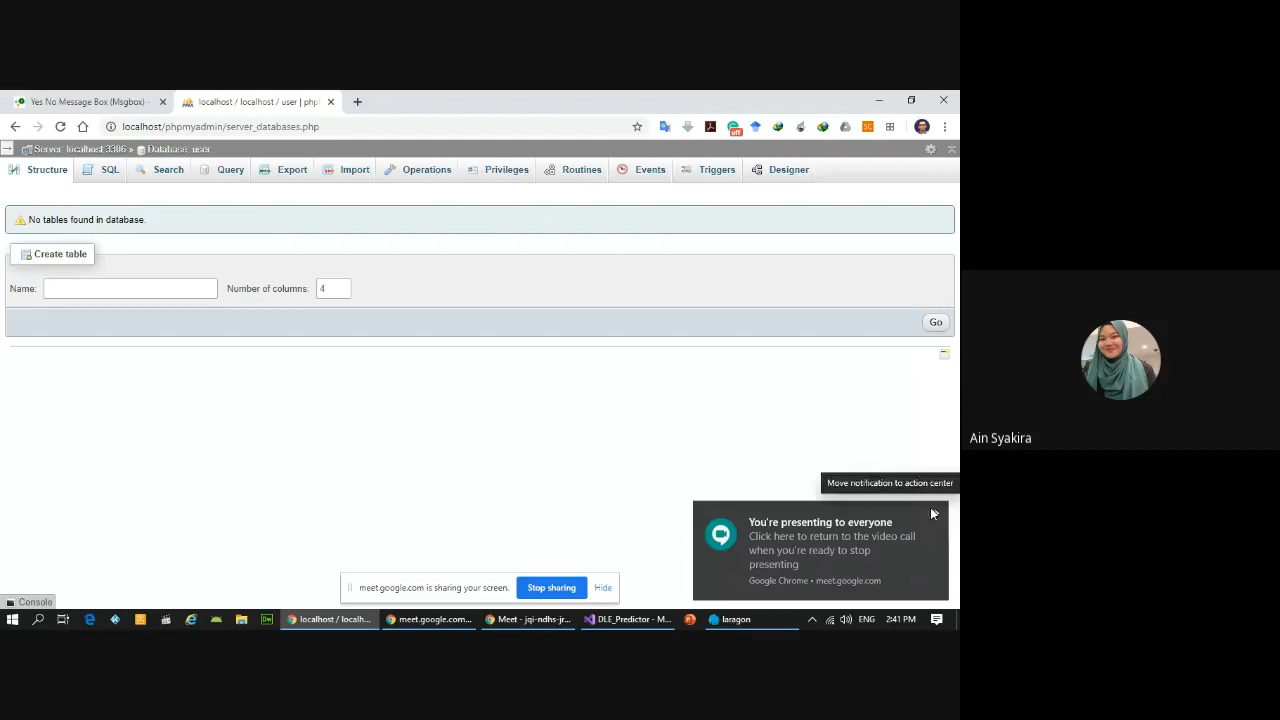 Yes No Message Box (Msgbox) -
localhost / localhost / user | php
localhost/phpmyadmin/server_databases.php
off
SC
Server: localhost:3306 » Database: user
Structure SQL Search Query Export Import Operations Privileges Routines Events Triggers Designer
No tables found in database.
Create table
Name: Number of columns: 4
Go
Ain Syakira
Move notification to action center
You're presenting to everyone
Click here to return to the video call
when you're ready to stop
presenting
Google Chrome • meet.google.com
meet.google.com is sharing your screen. Stop sharing Hide
Console
localhost / localh... meet.google.com... Meet - jqi-ndhs-jr... DLE_Predictor - M... laragon ENG 2:41 PM